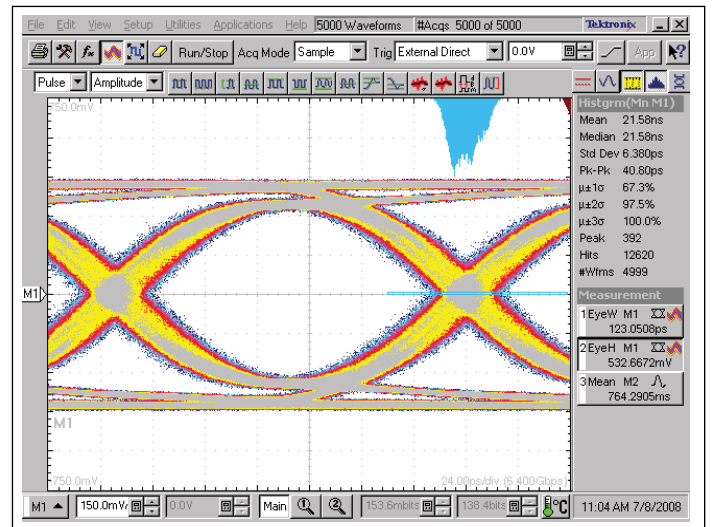 File Edit View Setup Utilities Applications Help 5000 Waveforms #Acqs 5000 of 5000 Tektronix
Run/Stop Acq Mode Sample Trig External Direct 0.0V App
Pulse Amplitude
750.0mV
Histgrm(Mn M1)
Mean 21.58ns
Median 21.58ns
Std Dev 6.380ps
Pk-Pk 40.80ps
µ±1σ 67.3%
µ±2σ 97.5%
µ±3σ 100.0%
Peak 392
Hits 12620
#Wfms 4999
M1
Measurement
1 EyeW M1
123.0508ps
2 EyeH M1
532.6672mV
3 Mean M2
764.2905ms
M1
-750.0mV
24.00ps/div (6.400Gbps)
M1 150.0mV/ 0.0V Main 1 2 153.6mbits 138.4bits °C 11:04 AM 7/8/2008